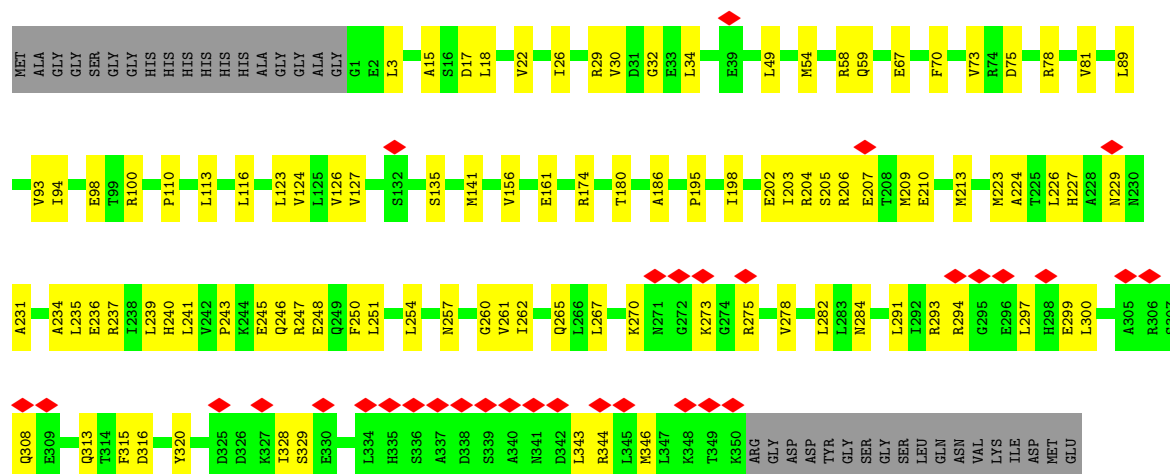 MET ALA GLY GLY SER GLY GLY HIS HIS HIS HIS HIS HIS ALA GLY GLY ALA GLY G1 E2 L3 A15 S16 D17 L18 V22 I26 R29 V30 D31 G32 E33 L34 E39 L49 M54 R58 Q59 E67 F70 V73 R74 D75 R78 V81 L89
V93 I94 E98 T99 R100 P110 L113 L116 L123 V124 L125 V126 V127 S132 S135 M141 V156 E161 R174 T180 A186 P195 I198 E202 I203 R204 S205 R206 E207 T208 M209 E210 M213 M223 A224 T225 L226 H227 A228 N229 N230
A231 A234 L235 E236 R237 I238 L239 H240 L241 V242 P243 K244 E245 Q246 R247 E248 Q249 F250 L251 L254 N257 G260 V261 I262 Q265 L266 L267 K270 N271 G272 K273 G274 R275 V278 L282 L283 N284 L291 I292 R293 R294 G295 E296 L297 H298 E299 L300 A305 R306
Q308 E309 Q313 T314 F315 D316 Y320 D325 D326 K327 I328 S329 E330 L334 H335 S336 A337 D338 S339 A340 N341 D342 L343 R344 L345 M346 L347 K348 T349 K350 ARG GLY ASP ASP TYR GLY SER GLY SER LEU GLN ASN VAL LYS ILE ASP MET GLU